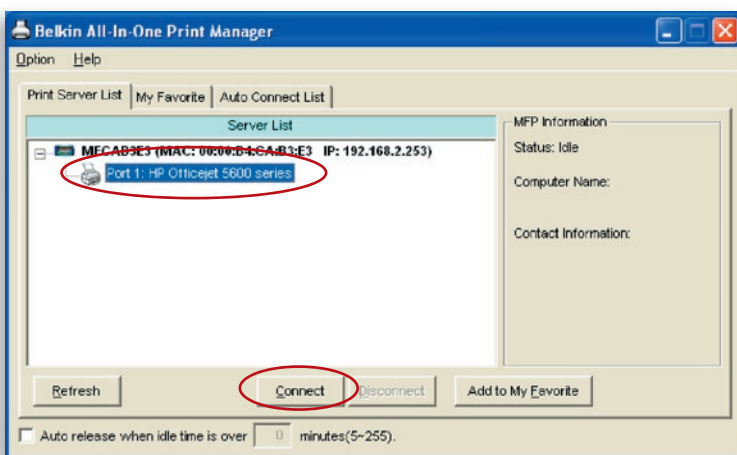 Belkin All-In-One Print Manager
Option Help
Print Server List My Favorite Auto Connect List
Server List
MFCAB3E3 (MAC: 00:00:B4:CA:B3:E3 IP: 192.168.2.253)
Port 1: HP Officejet 5600 series
MFP Information
Status: Idle
Computer Name:
Contact Information:
Refresh Connect Disconnect Add to My Favorite
Auto release when idle time is over 0 minutes(5~255).